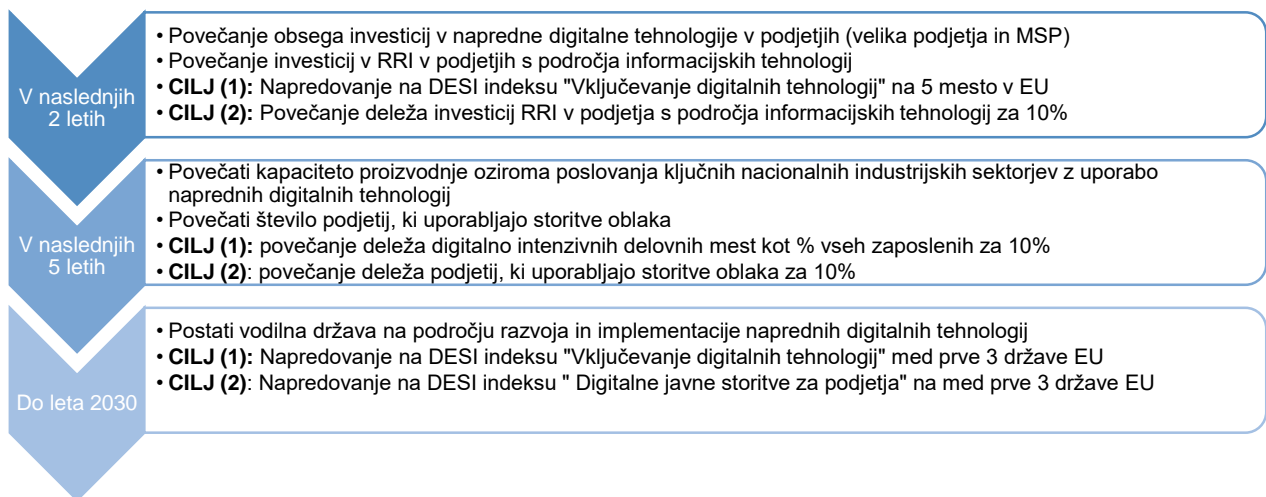 V naslednjih
2 letih
• Povečanje obsega investicij v napredne digitalne tehnologije v podjetjih (velika podjetja in MSP)
• Povečanje investicij v RRI v podjetjih s področja informacijskih tehnologij
• CILJ (1): Napredovanje na DESI indeksu "Vključevanje digitalnih tehnologij" na 5 mesto v EU
• CILJ (2): Povečanje deleža investicij RRI v podjetja s področja informacijskih tehnologij za 10%
V naslednjih
5 letih
• Povečati kapaciteto proizvodnje oziroma poslovanja ključnih nacionalnih industrijskih sektorjev z uporabo
naprednih digitalnih tehnologij
• Povečati število podjetij, ki uporabljajo storitve oblaka
• CILJ (1): povečanje deleža digitalno intenzivnih delovnih mest kot % vseh zaposlenih za 10%
• CILJ (2): povečanje deleža podjetij, ki uporabljajo storitve oblaka za 10%
Do leta 2030
• Postati vodilna država na področju razvoja in implementacije naprednih digitalnih tehnologij
• CILJ (1): Napredovanje na DESI indeksu "Vključevanje digitalnih tehnologij" med prve 3 države EU
• CILJ (2): Napredovanje na DESI indeksu " Digitalne javne storitve za podjetja" na med prve 3 države EU